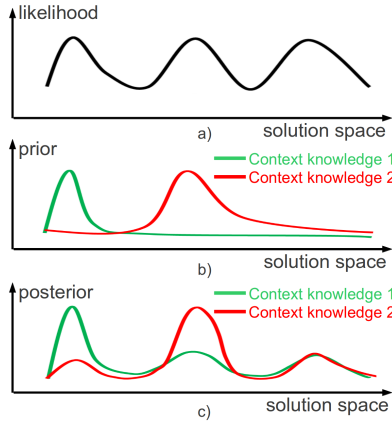 likelihood
solution space
a)
prior
Context knowledge 1
Context knowledge 2
solution space
b)
posterior
Context knowledge 1
Context knowledge 2
solution space
c)